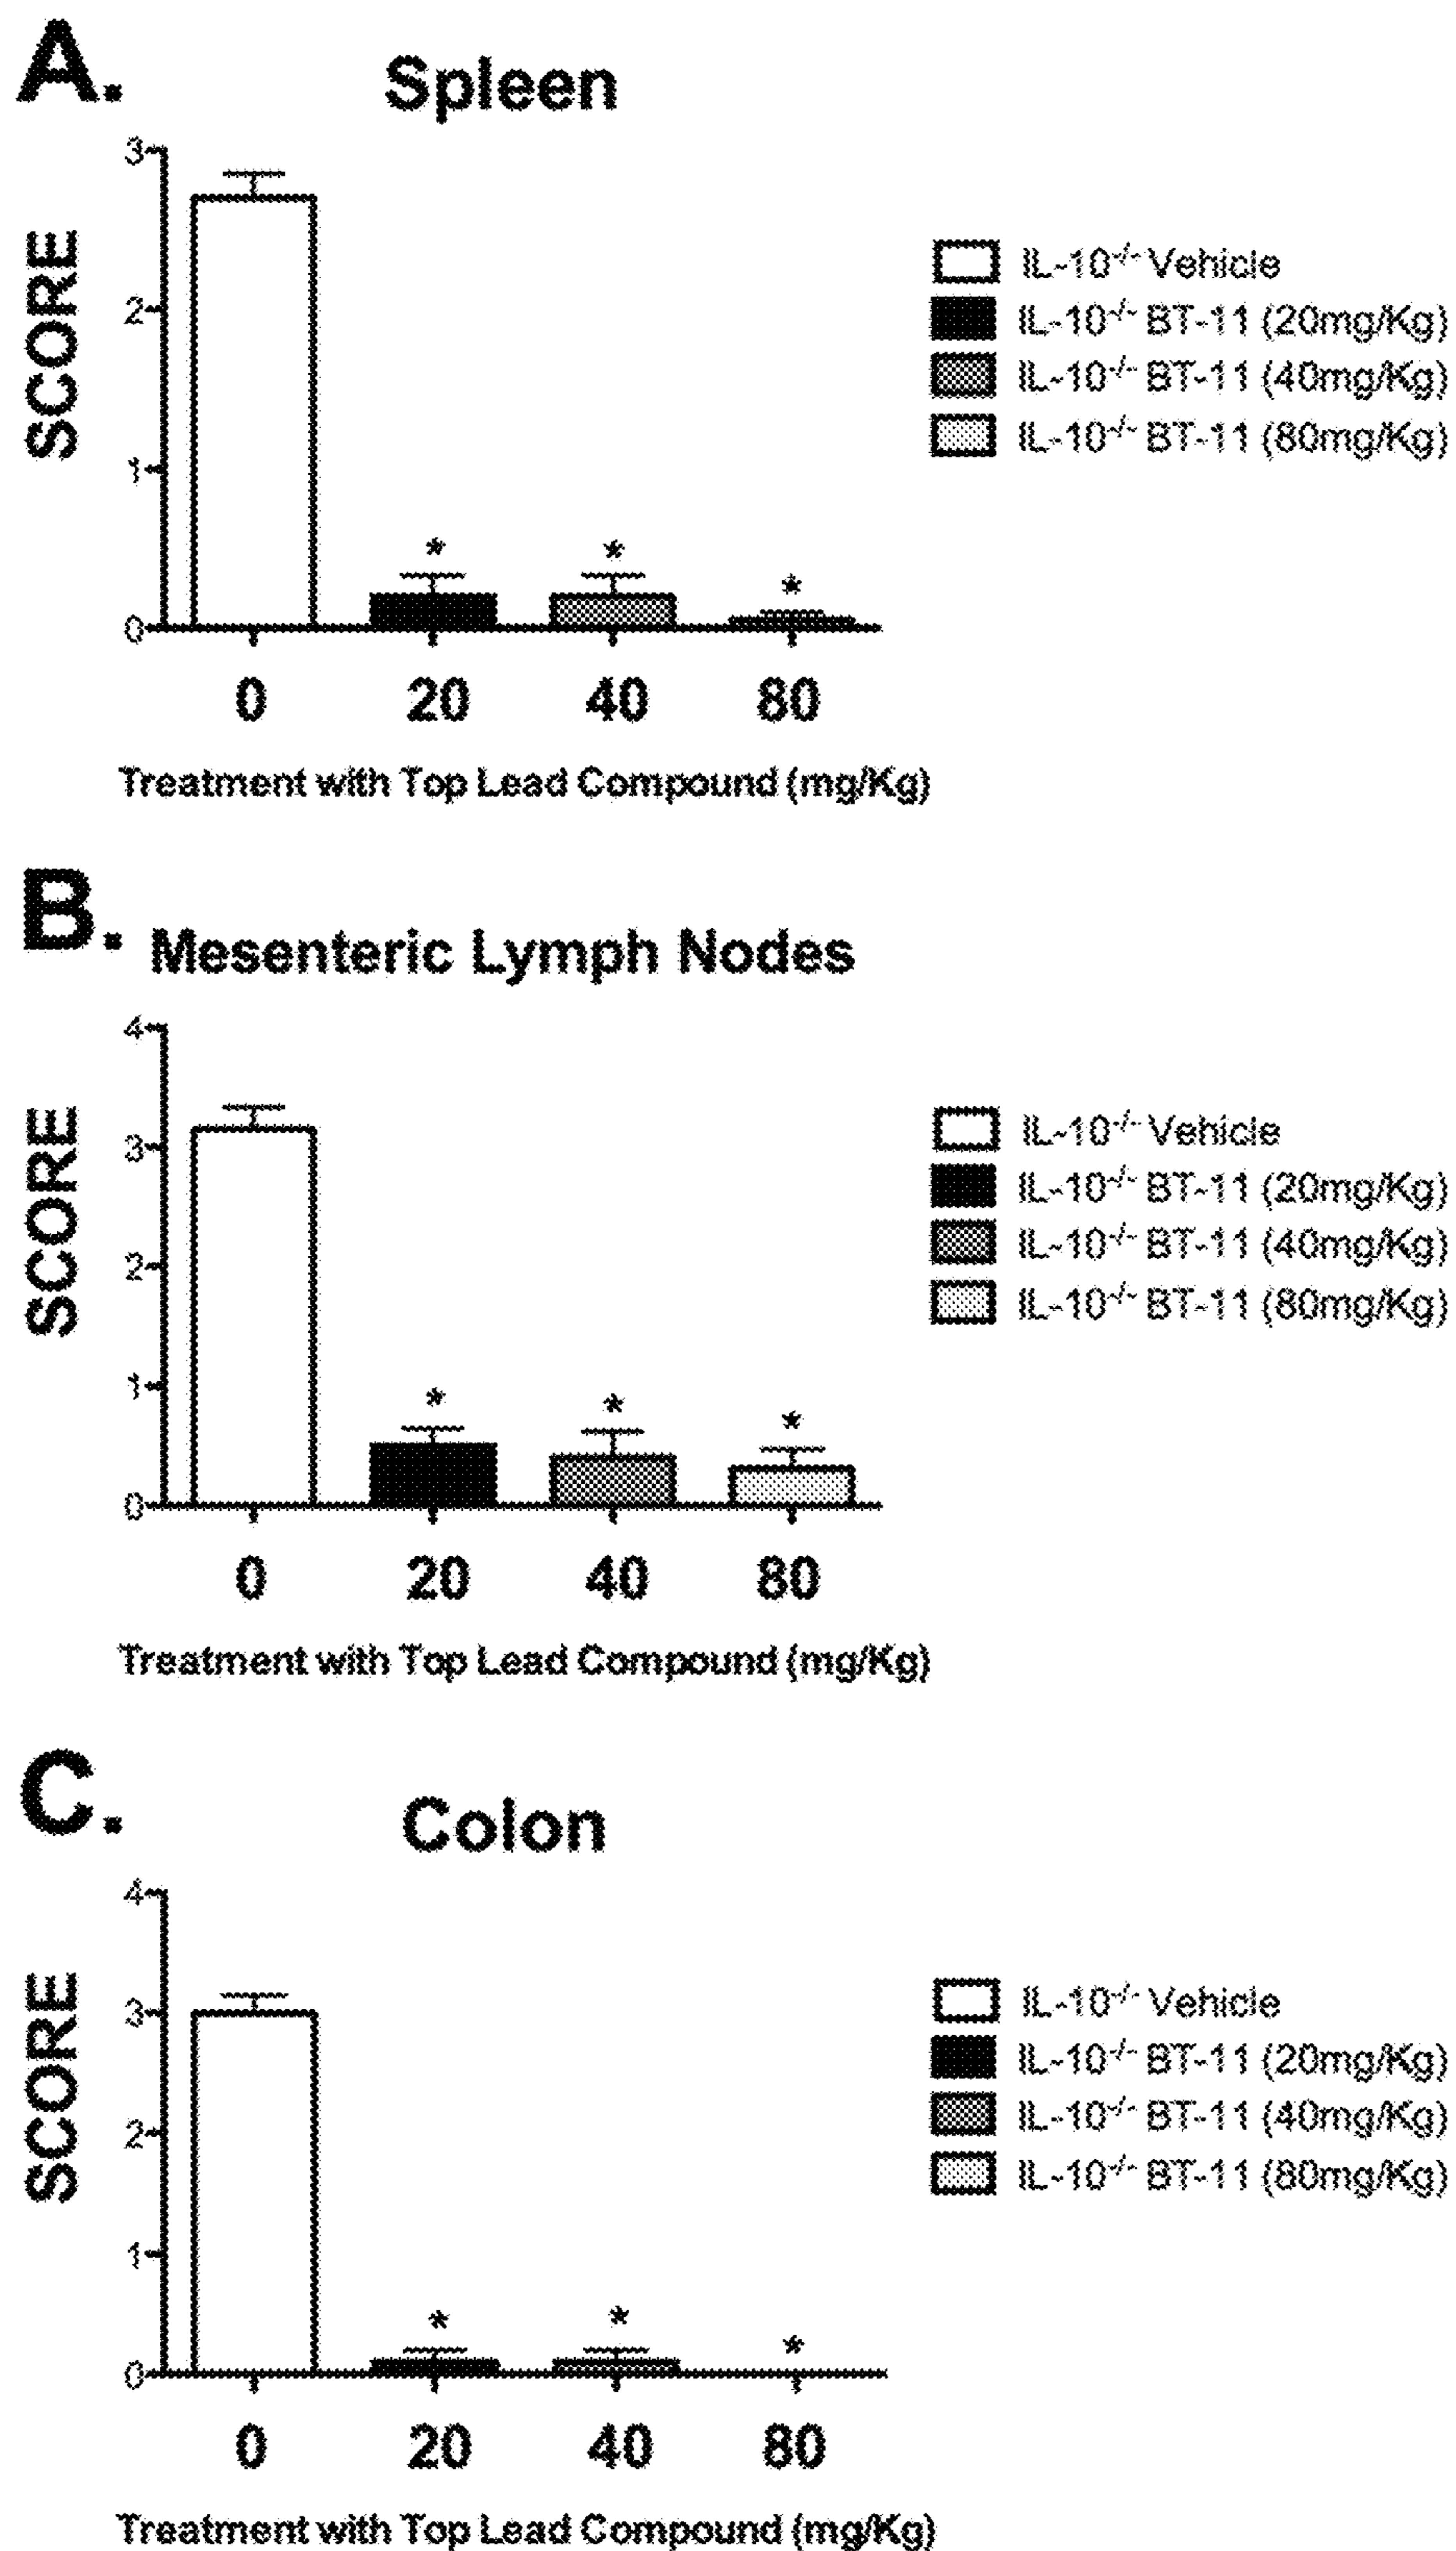 A. Spleen
3
2
1
0
SCORE
*
*
*
0 20 40 80
Treatment with Top Lead Compound (mg/Kg)
IL-10-/- Vehicle
IL-10-/- BT-11 (20mg/Kg)
IL-10-/- BT-11 (40mg/Kg)
IL-10-/- BT-11 (80mg/Kg)
B. Mesenteric Lymph Nodes
4
3
2
1
0
SCORE
*
*
*
0 20 40 80
Treatment with Top Lead Compound (mg/Kg)
IL-10-/- Vehicle
IL-10-/- BT-11 (20mg/Kg)
IL-10-/- BT-11 (40mg/Kg)
IL-10-/- BT-11 (80mg/Kg)
C. Colon
4
3
2
1
0
SCORE
*
*
*
0 20 40 80
Treatment with Top Lead Compound (mg/Kg)
IL-10-/- Vehicle
IL-10-/- BT-11 (20mg/Kg)
IL-10-/- BT-11 (40mg/Kg)
IL-10-/- BT-11 (80mg/Kg)